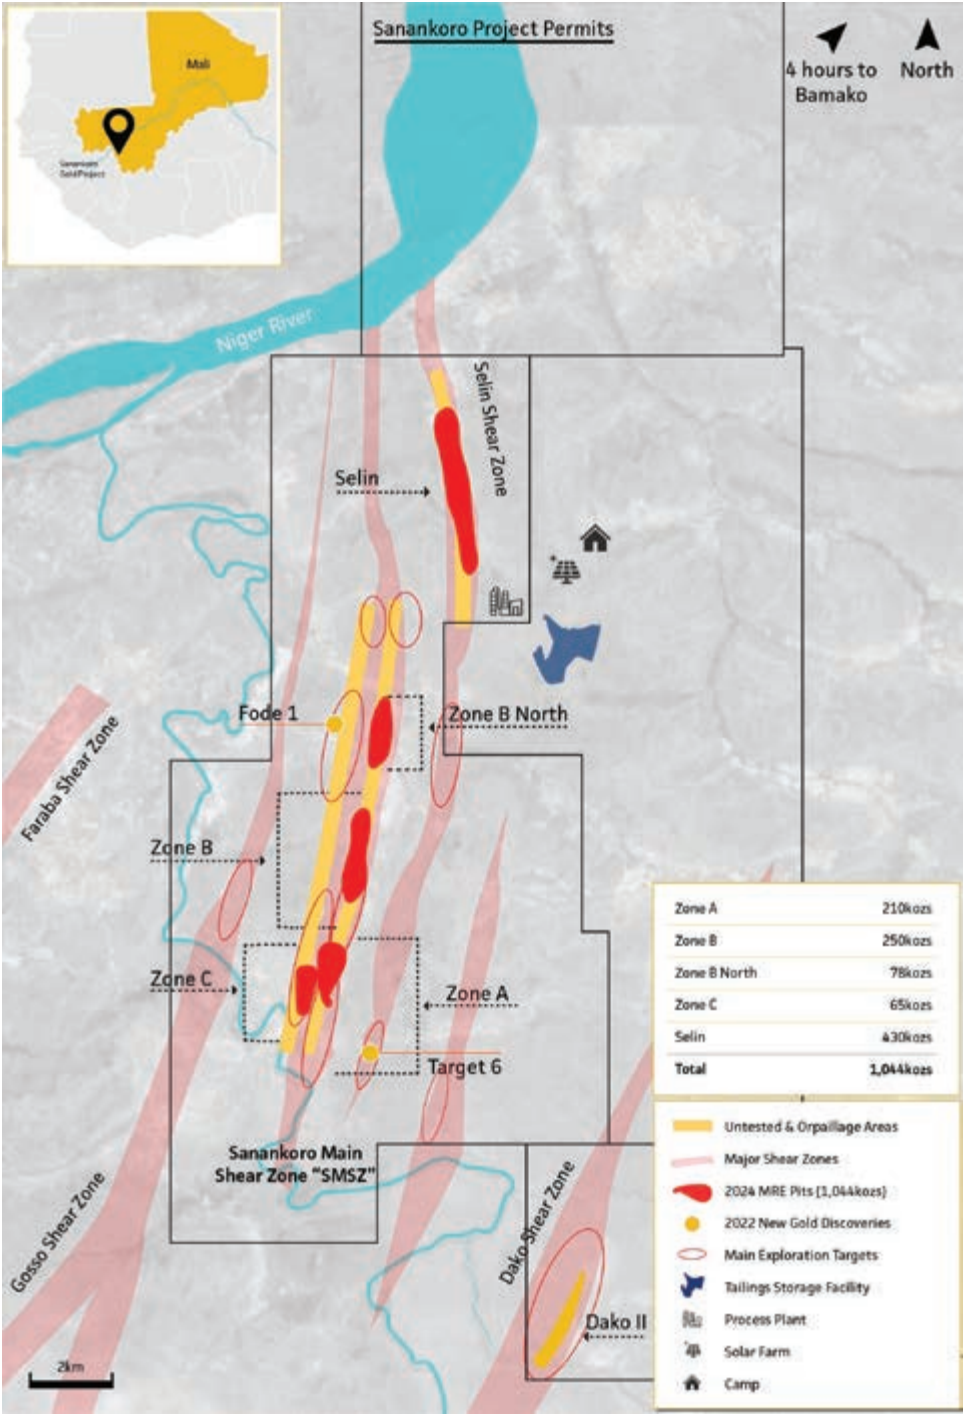 Sanankoro Project Permits
Mali
Sanankoro
Gold Project
4 hours to
Bamako
North
Niger River
Selin Shear Zone
Selin
Fode 1
Zone B North
Faraba Shear Zone
Zone B
Zone C
Zone A
Target 6
Sanankoro Main
Shear Zone "SMSZ"
Gosso Shear Zone
Dako Shear Zone
Dako II
2km
Zone A 210kozs
Zone B 250kozs
Zone B North 78kozs
Zone C 65kozs
Selin 430kozs
Total 1,044kozs
Untested & Orpaillage Areas
Major Shear Zones
2024 MRE Pits (1,044kozs)
2022 New Gold Discoveries
Main Exploration Targets
Tailings Storage Facility
Process Plant
Solar Farm
Camp